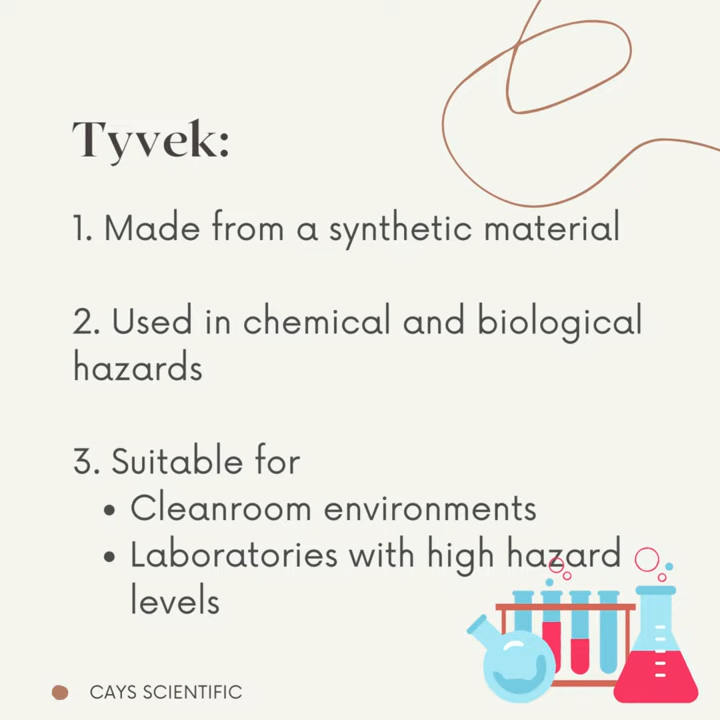 Tyvek:
1. Made from a synthetic material
2. Used in chemical and biological
hazards
3. Suitable for
• Cleanroom environments
• Laboratories with high hazard
levels
CAYS SCIENTIFIC